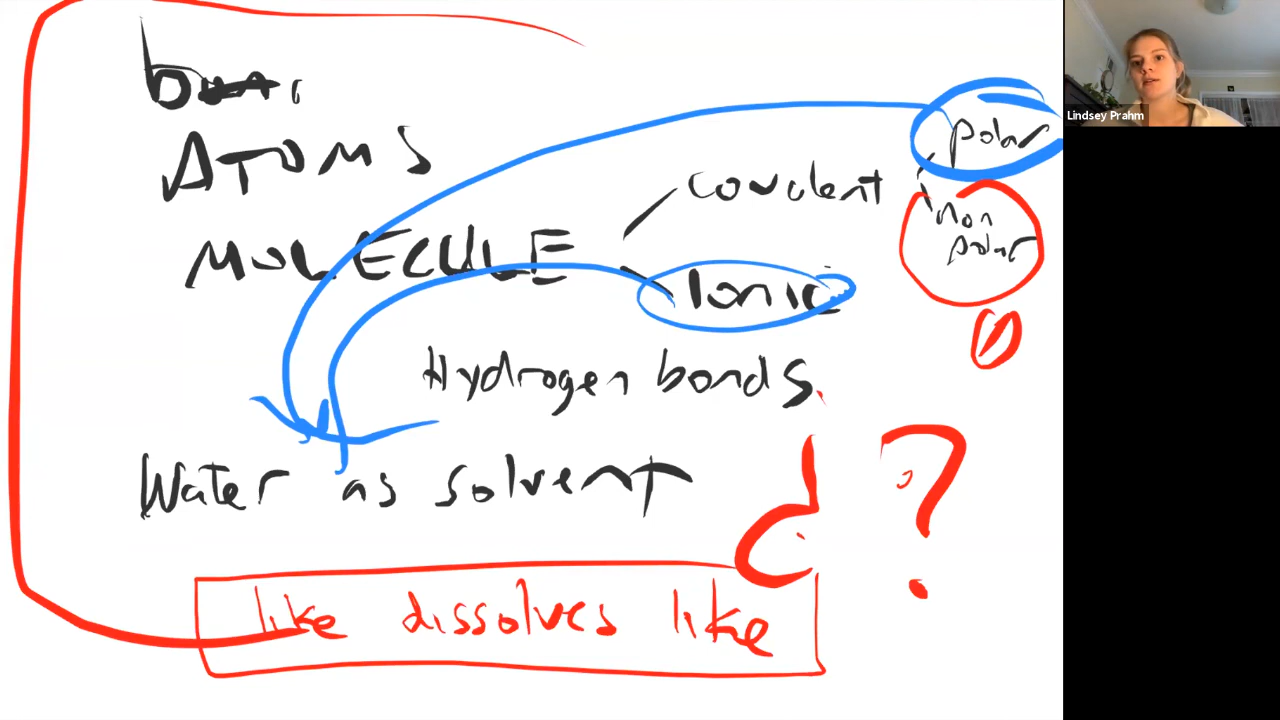 ATOMS
polar
covalent
non
polar
MOLECULE
Ionic
Hydrogen bonds.
Water as solvent
¿ ?
like dissolves like
Lindsey Prahm